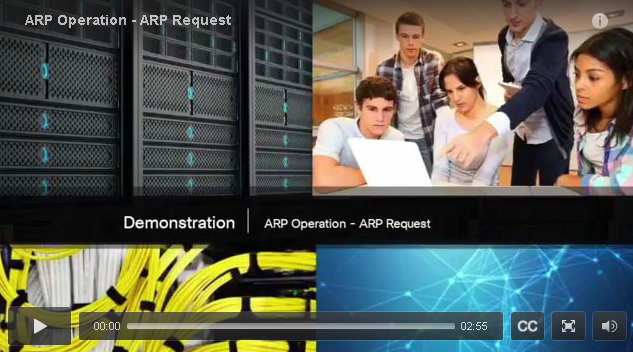 ARP Operation - ARP Request
Demonstration
ARP Operation - ARP Request
00:00
02:55
CC